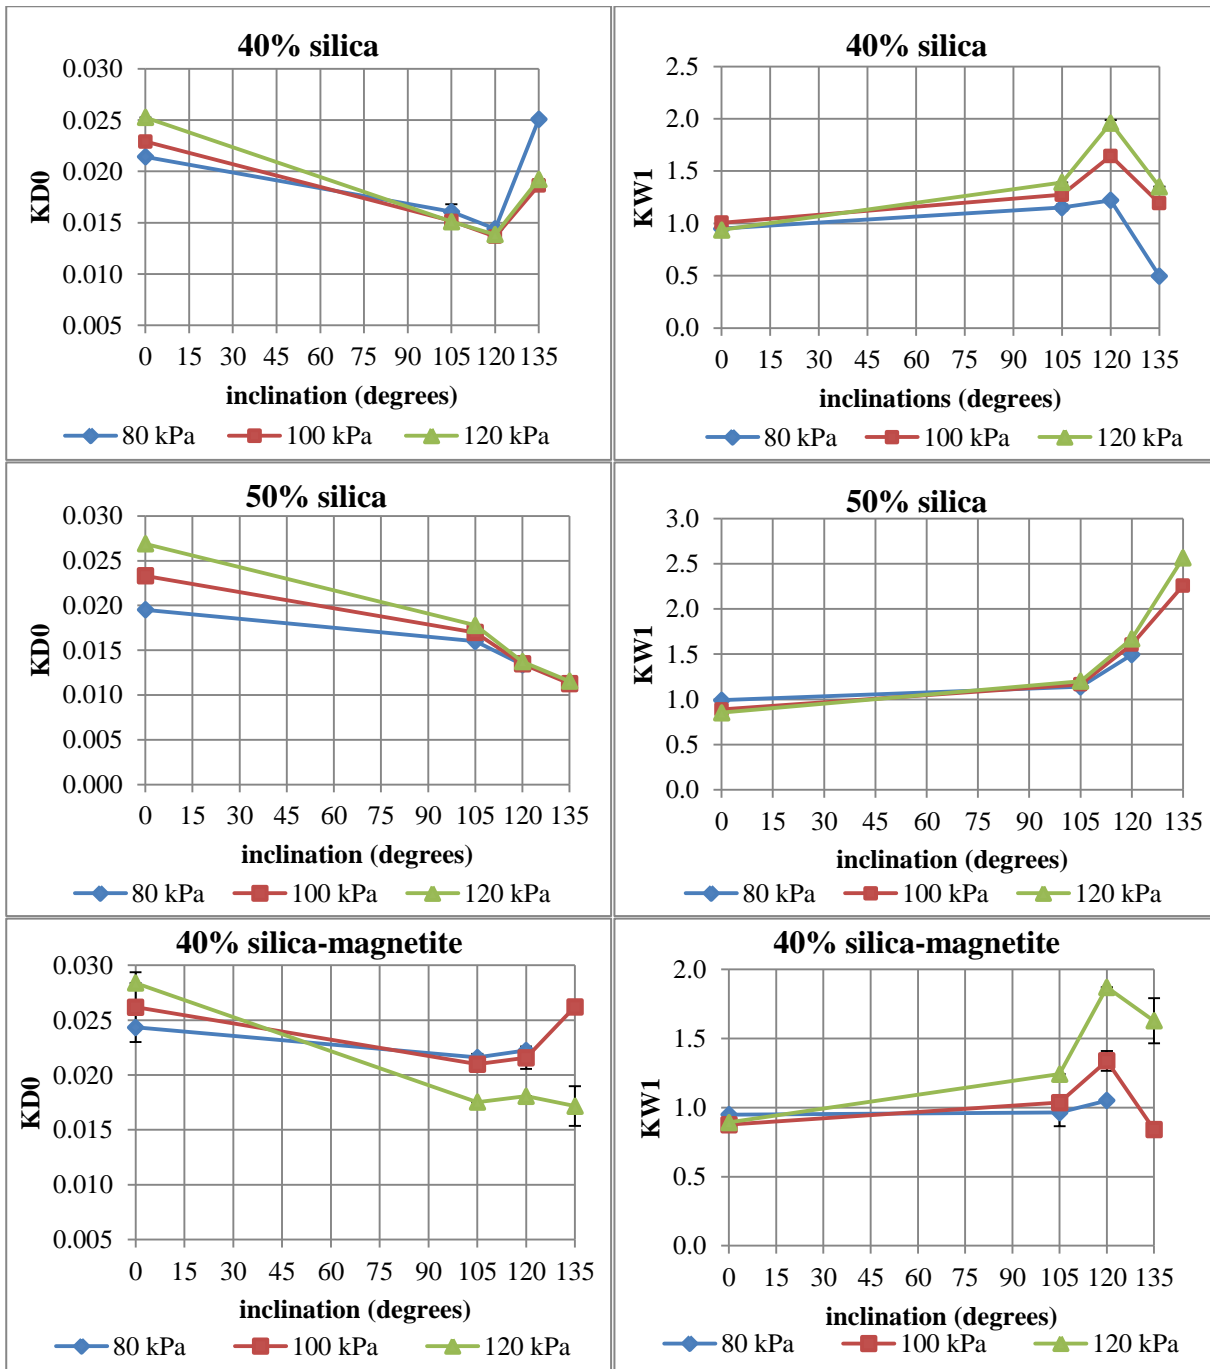 40% silica
0.030
0.025
0.020
0.015
0.010
0.005
KD0
0 15 30 45 60 75 90 105 120 135
inclination (degrees)
80 kPa 100 kPa 120 kPa
40% silica
2.5
2.0
1.5
1.0
0.5
0.0
KW1
0 15 30 45 60 75 90 105 120 135
inclinations (degrees)
80 kPa 100 kPa 120 kPa
50% silica
0.030
0.025
0.020
0.015
0.010
0.005
0.000
KD0
0 15 30 45 60 75 90 105 120 135
inclination (degrees)
80 kPa 100 kPa 120 kPa
50% silica
3.0
2.5
2.0
1.5
1.0
0.5
0.0
KW1
0 15 30 45 60 75 90 105 120 135
inclination (degrees)
80 kPa 100 kPa 120 kPa
40% silica-magnetite
0.030
0.025
0.020
0.015
0.010
0.005
KD0
0 15 30 45 60 75 90 105 120 135
inclination (degrees)
80 kPa 100 kPa 120 kPa
40% silica-magnetite
2.0
1.5
1.0
0.5
0.0
KW1
0 15 30 45 60 75 90 105 120 135
inclination (degrees)
80 kPa 100 kPa 120 kPa